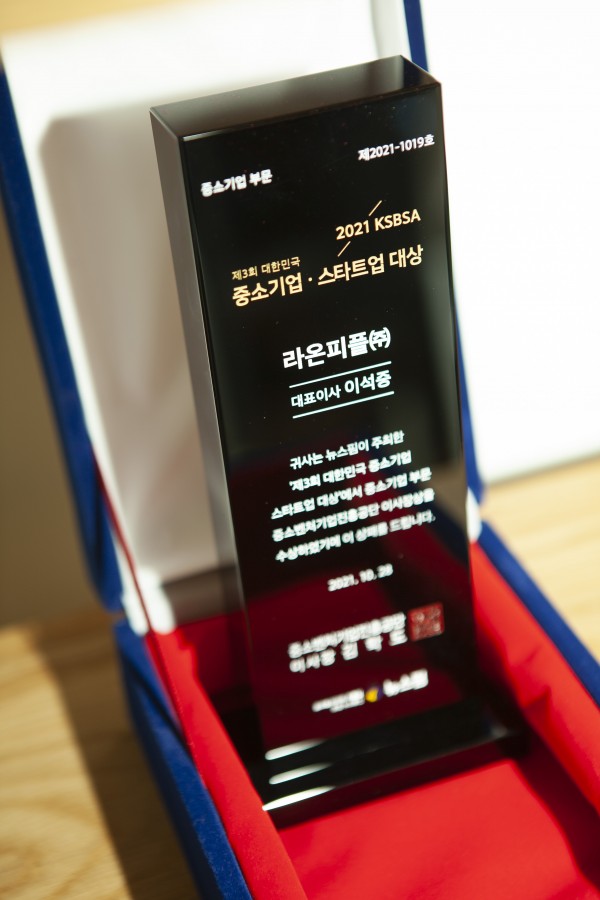 중소기업 부문
제2021-1019호
2021 KSBSA
제3회 대한민국
중소기업 · 스타트업 대상
라온피플㈜
대표이사 이석중
귀사는 뉴스핌이 주최한
'제3회 대한민국 중소기업
스타트업 대상'에서 중소기업 부문
중소벤처기업진흥공단 이사장상을
수상하였기에 이 상패를 드립니다.
2021. 10. 28
중소벤처기업진흥공단
이사장 김학도
뉴스핌